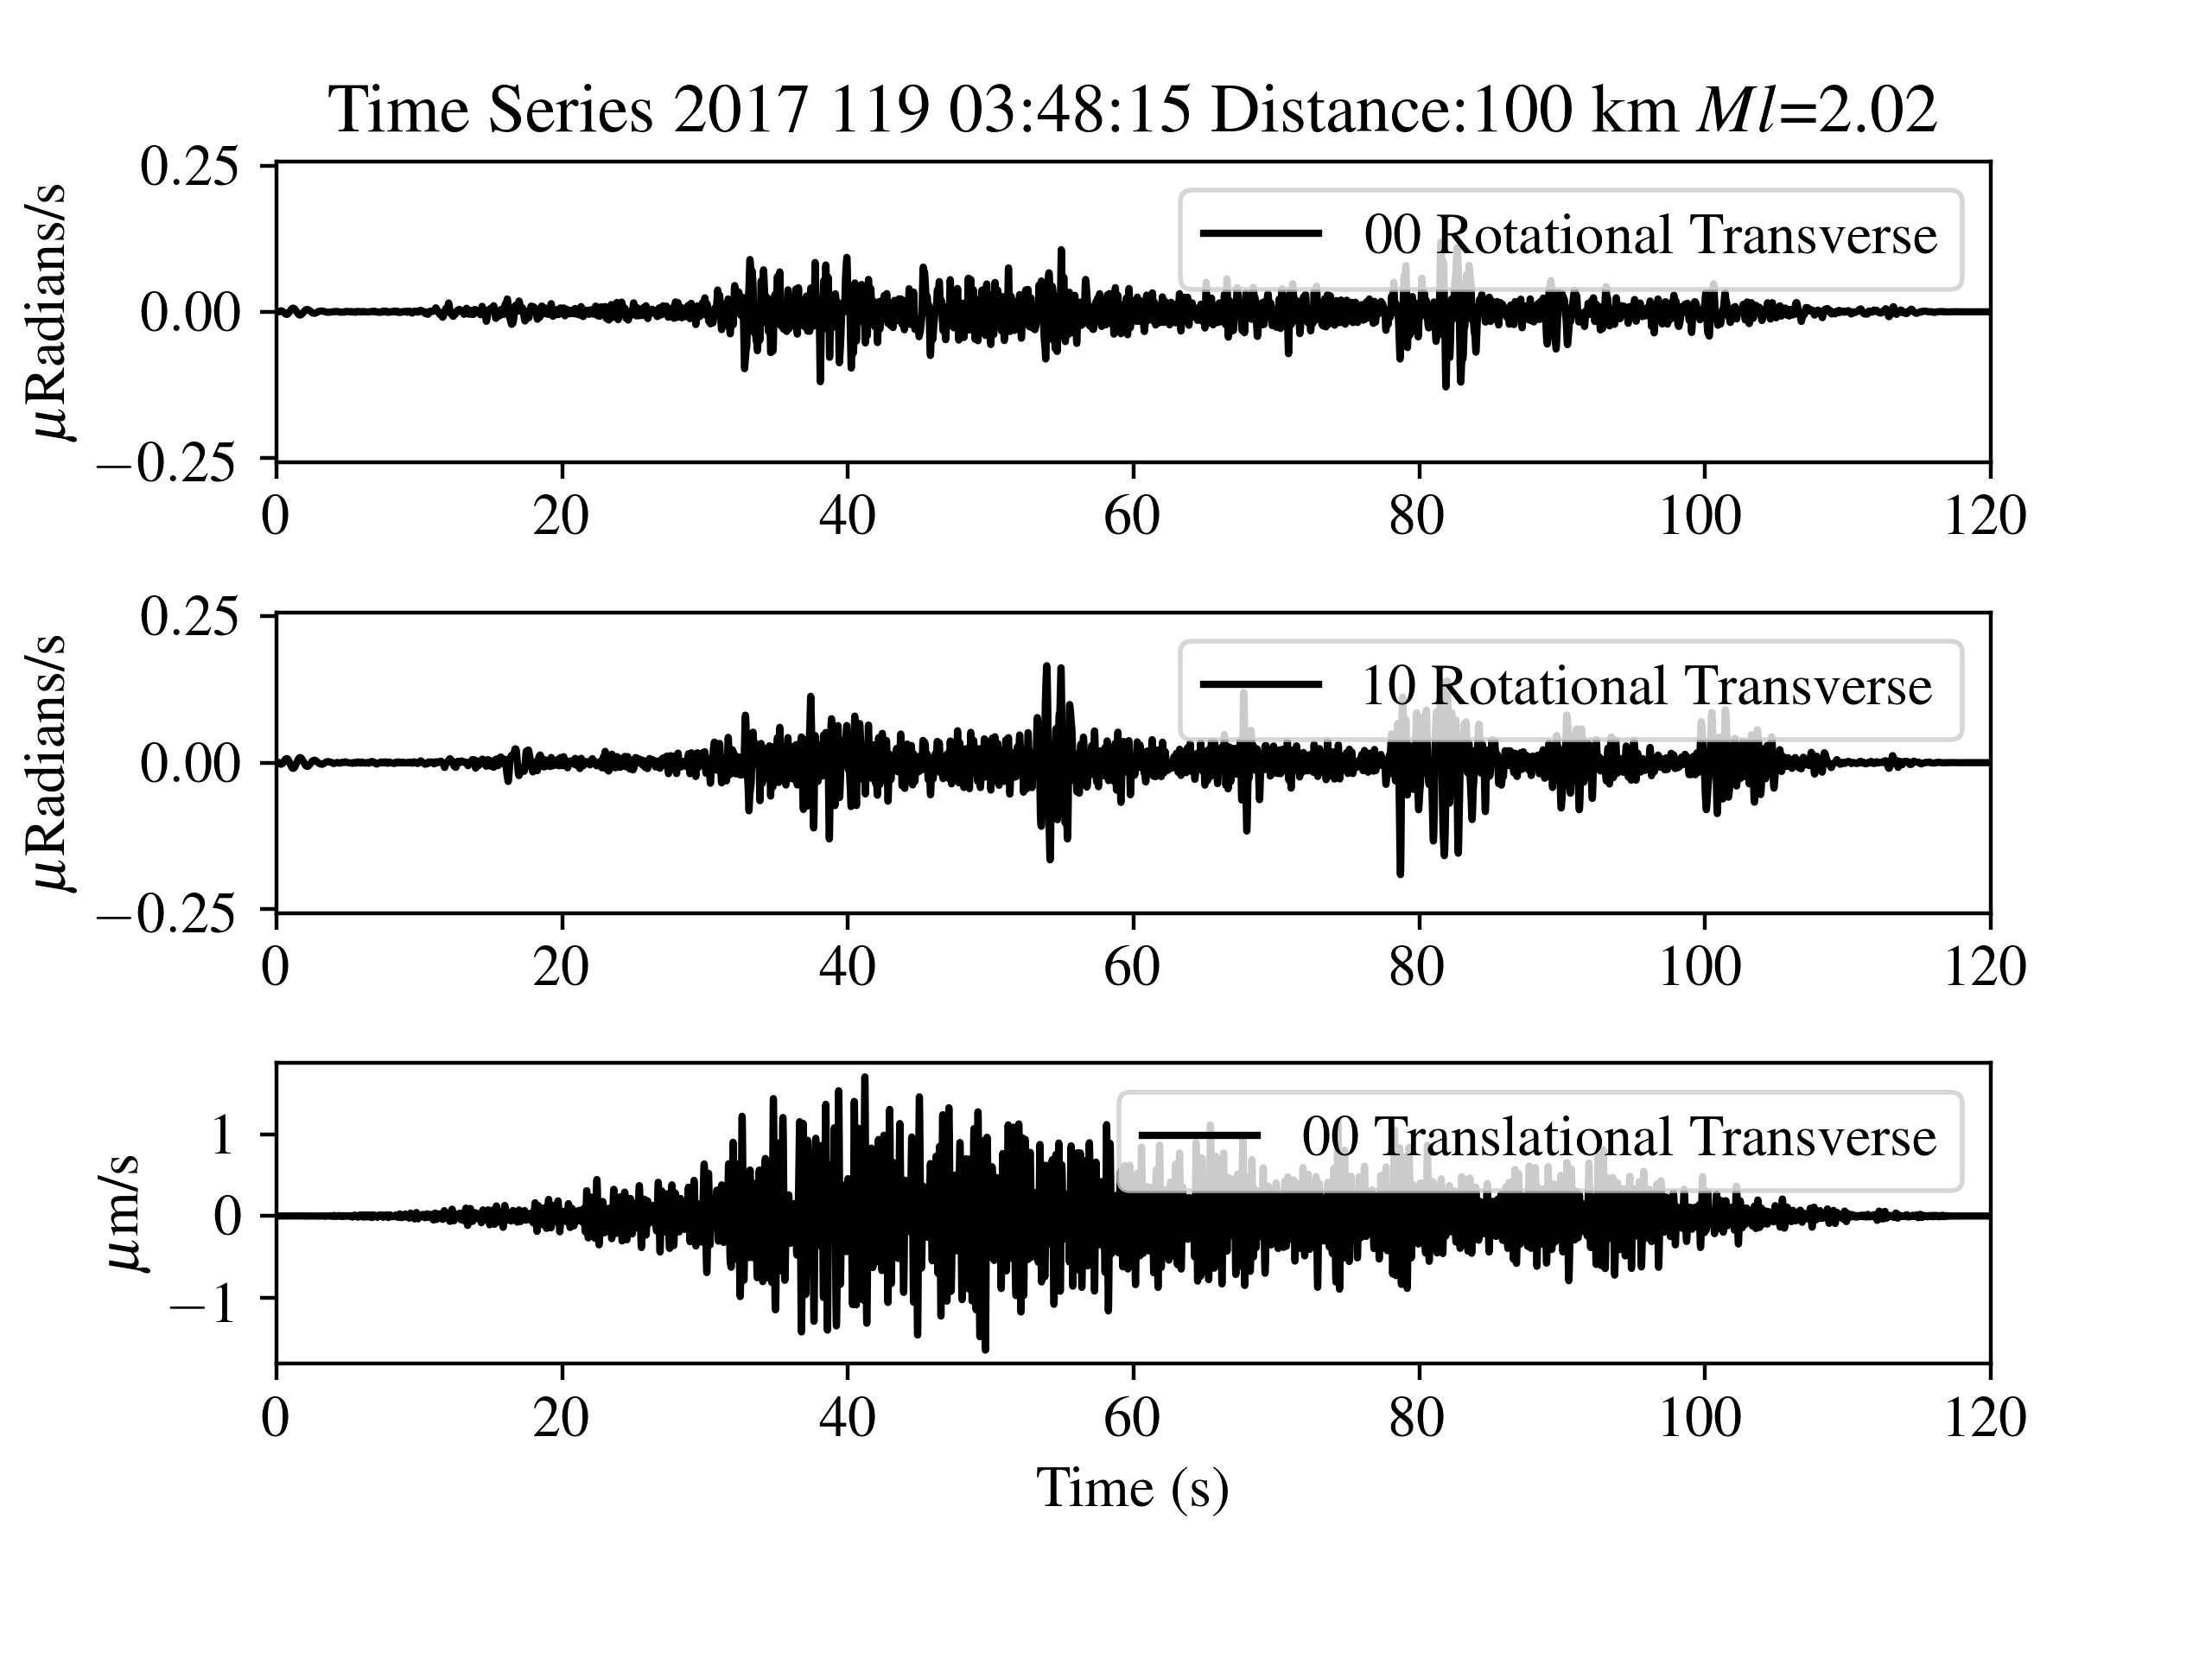 Time Series 2017 119 03:48:15 Distance:100 km Ml=2.02
0.25
0.00
−0.25
μRadians/s
00 Rotational Transverse
0 20 40 60 80 100 120
0.25
0.00
−0.25
μRadians/s
10 Rotational Transverse
0 20 40 60 80 100 120
1
0
−1
μm/s
00 Translational Transverse
0 20 40 60 80 100 120
Time (s)